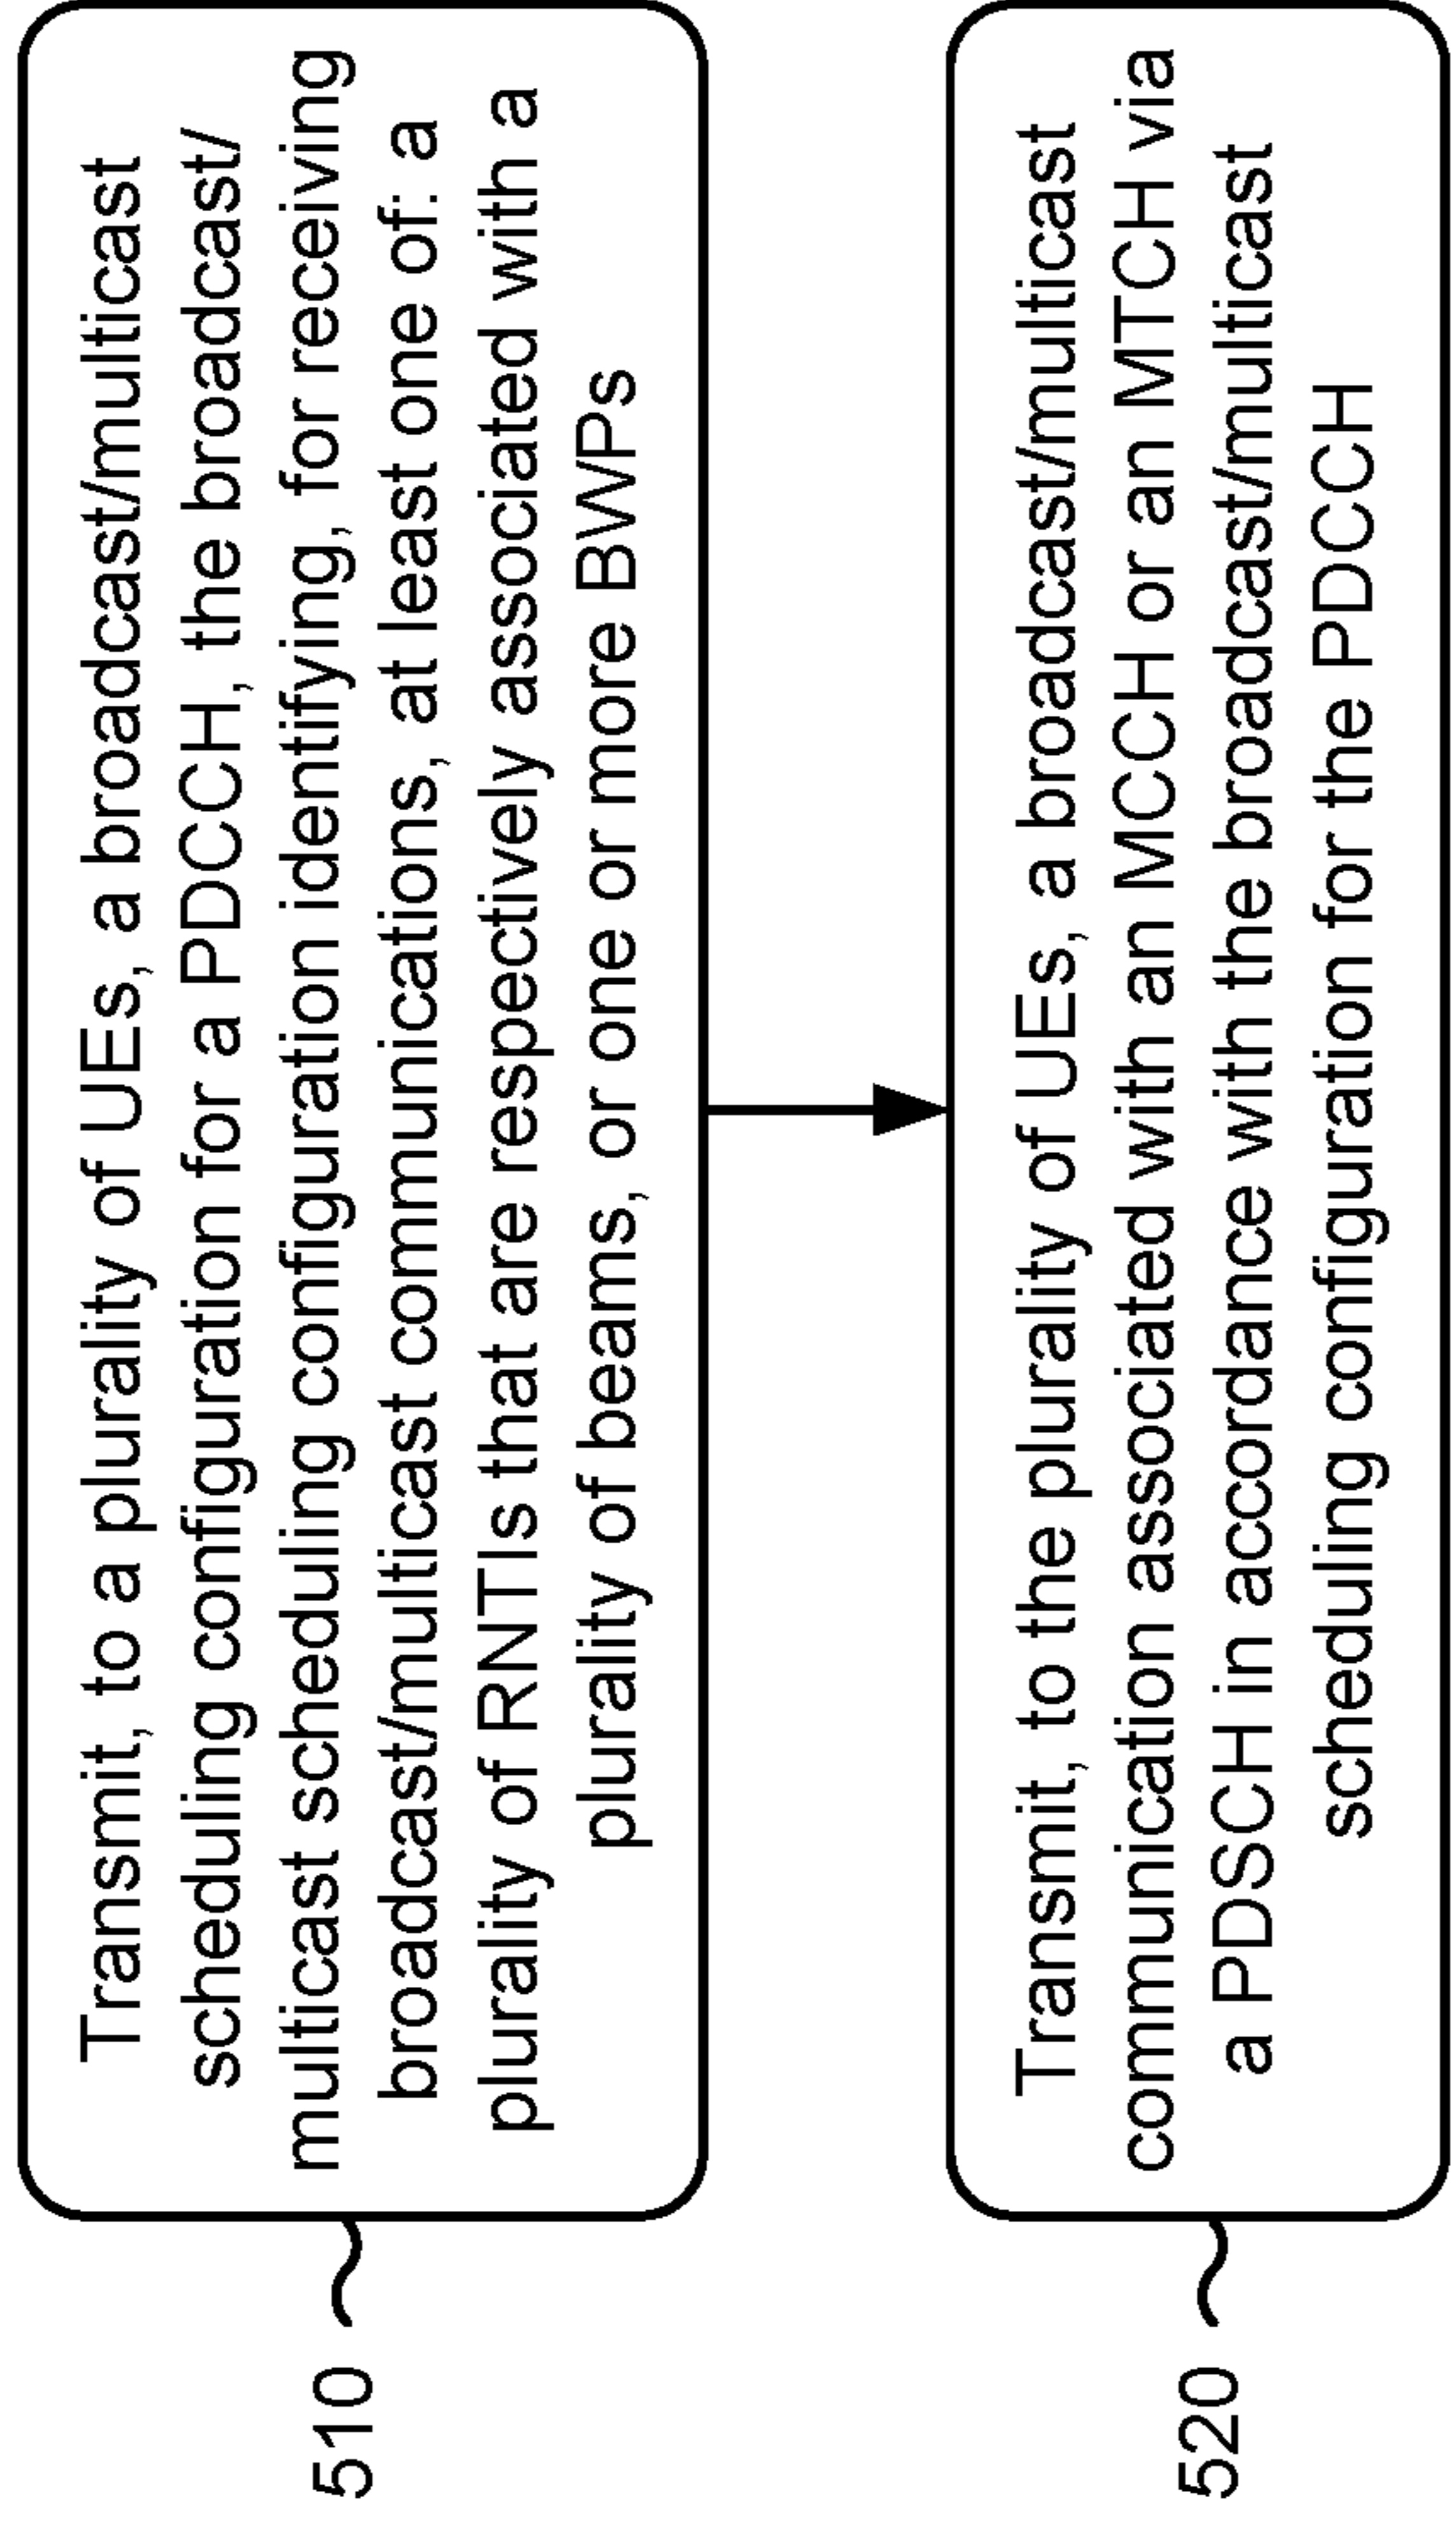 510
Transmit, to a plurality of UEs, a broadcast/multicast
scheduling configuration for a PDCCH, the broadcast/
multicast scheduling configuration identifying, for receiving
broadcast/multicast communications, at least one of: a
plurality of RNTIs that are respectively associated with a
plurality of beams, or one or more BWPs
520
Transmit, to the plurality of UEs, a broadcast/multicast
communication associated with an MCCH or an MTCH via
a PDSCH in accordance with the broadcast/multicast
scheduling configuration for the PDCCH